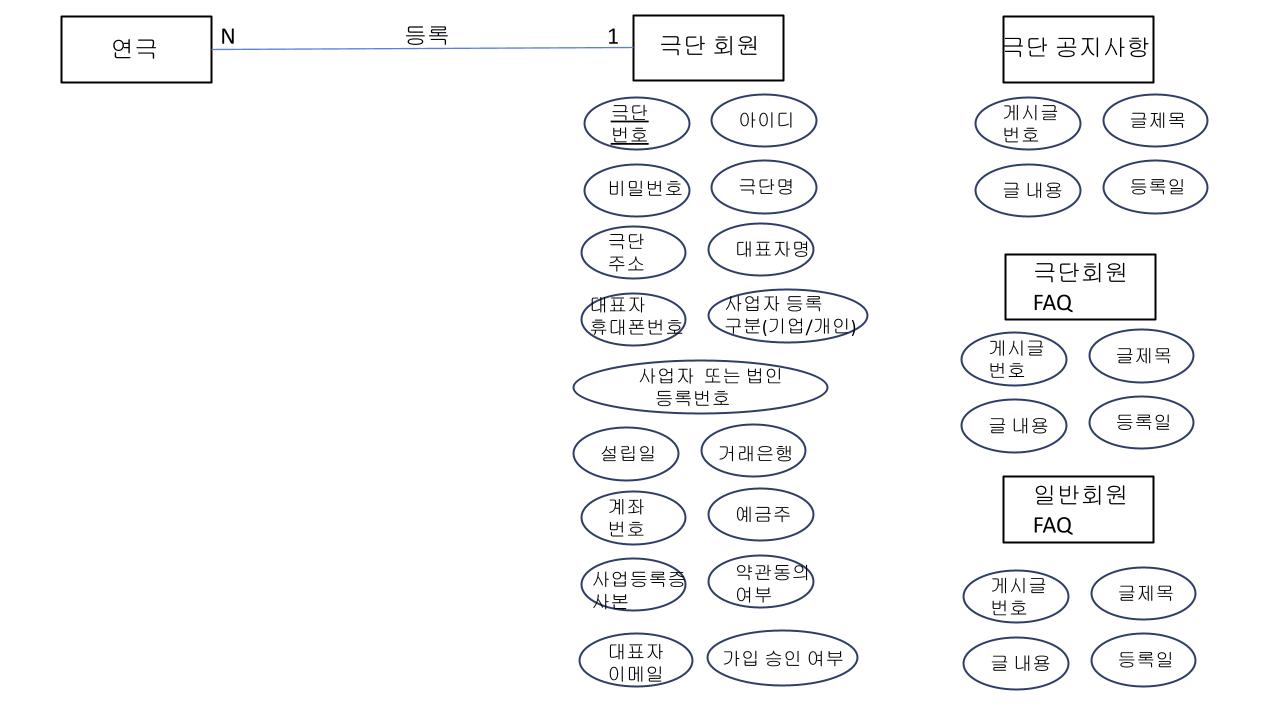 연극
N
등록
1
극단 회원
극단 공지사항
극단
번호
아이디
비밀번호
극단명
극단
주소
대표자명
대표자
휴대폰번호
사업자 등록
구분(기업/개인)
사업자 또는 법인
등록번호
설립일
거래은행
계좌
번호
예금주
사업등록증
사본
약관동의
여부
대표자
이메일
가입 승인 여부
게시글
번호
글제목
글 내용
등록일
극단회원
FAQ
게시글
번호
글제목
글 내용
등록일
일반회원
FAQ
게시글
번호
글제목
글 내용
등록일